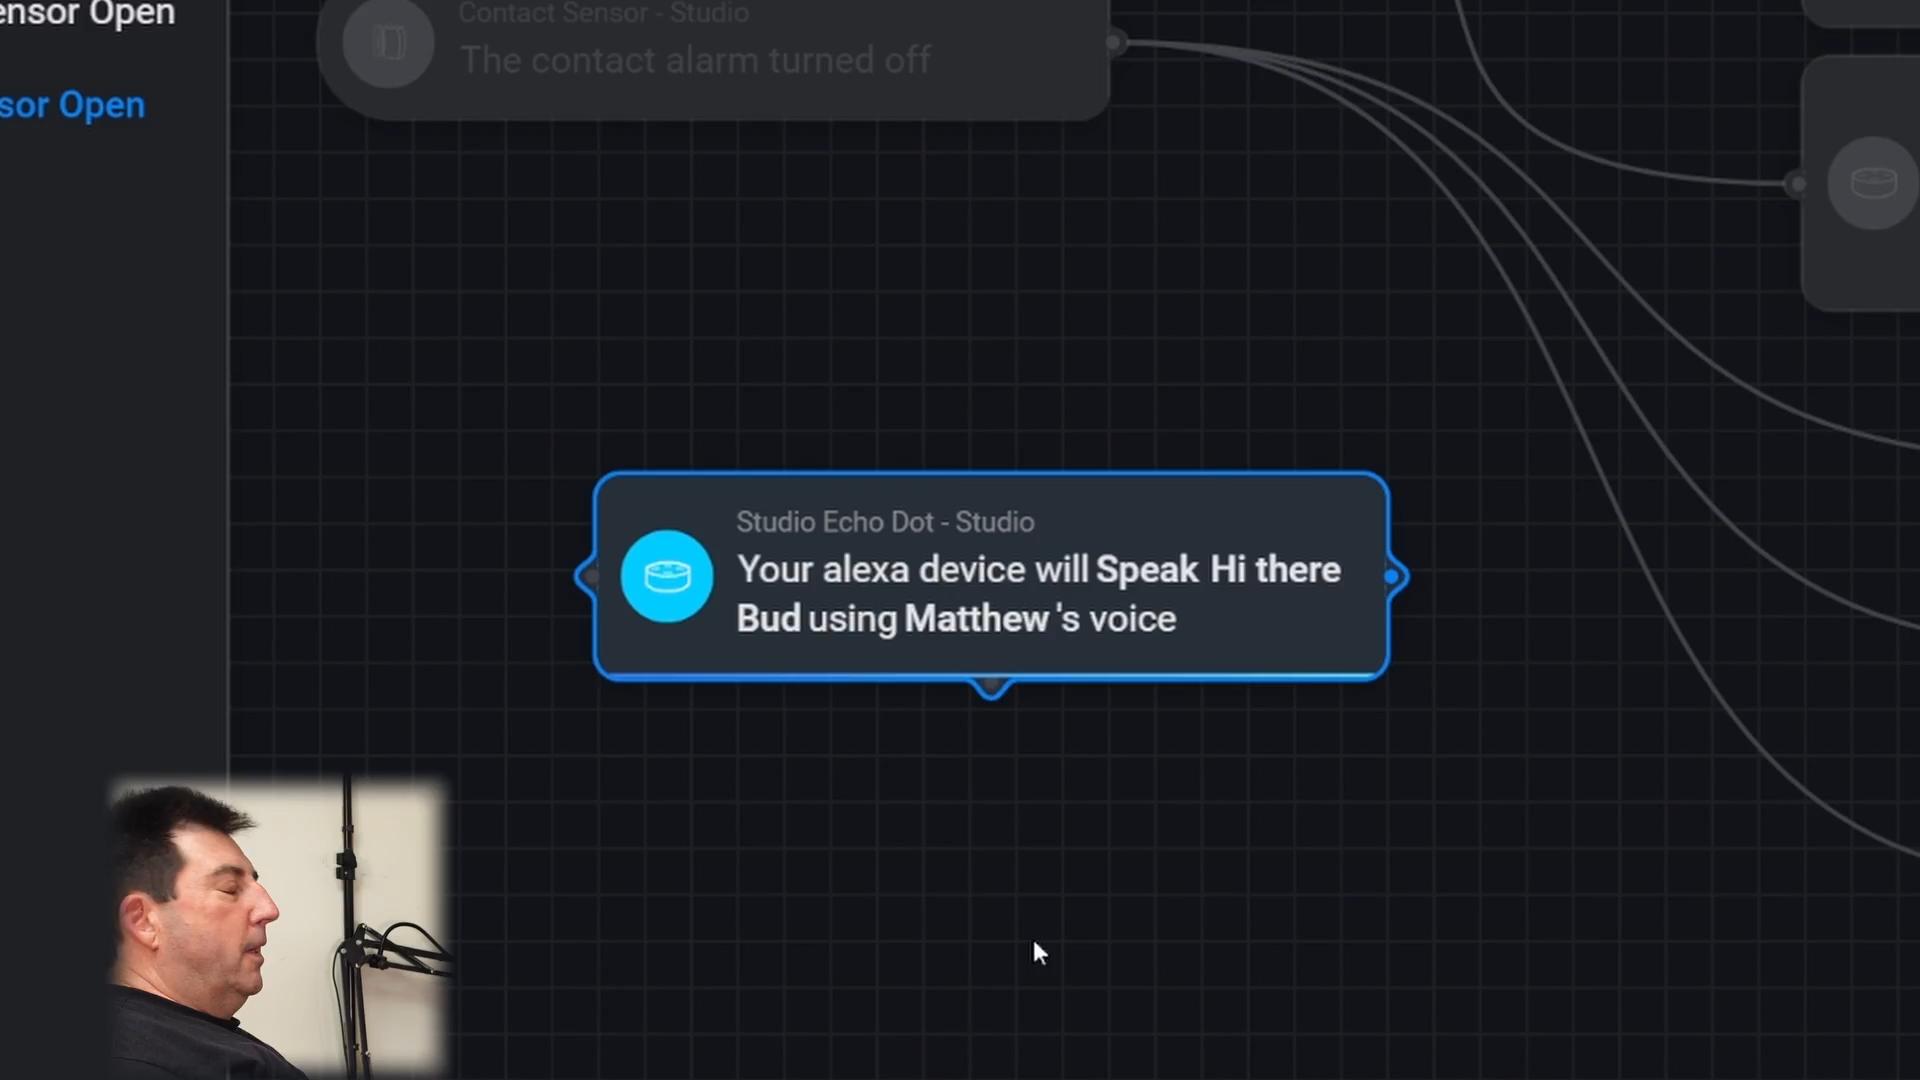 ensor Open
sor Open
Contact Sensor - Studio
The contact alarm turned off
Studio Echo Dot - Studio
Your alexa device will Speak Hi there
Bud using Matthew 's voice